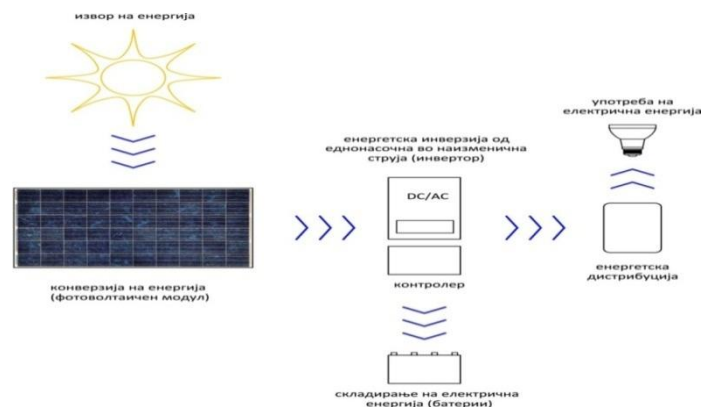 извор на енергија
употреба на
електрична енергија
енергетска инверзија од
еднонасочна во наизменична
струја (инвертор)
DC/AC
конверзија на енергија
(фотоволтаичен модул)
контролер
енергетска
дистрибуција
складирање на електрична
енергија (батерии)